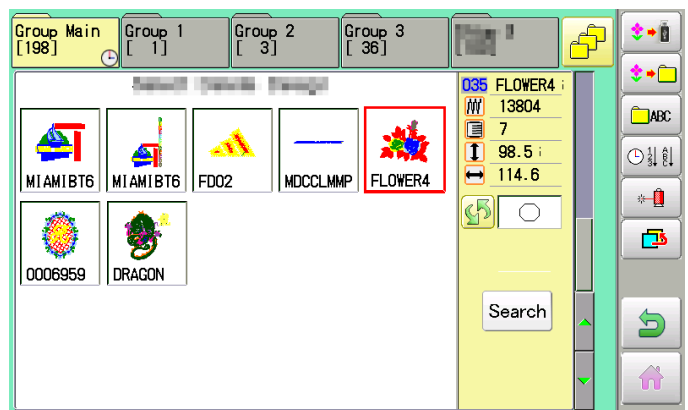 Group Main
[198]
Group 1
[ 1]
Group 2
[ 3]
Group 3
[ 36]
035 FLOWER4
13804
7
98.5
114.6
MIAMIBT6
MIAMIBT6
FD02
MDCCLMMP
FLOWER4
0006959
DRAGON
Search
ABC